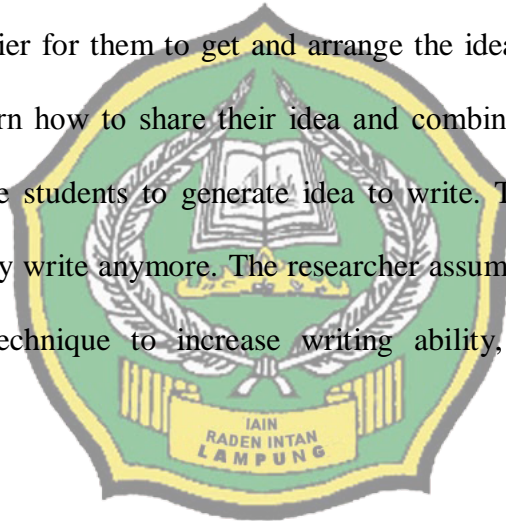 ier for them to get and arrange the idea
rn how to share their idea and combin
e students to generate idea to write. T
y write anymore. The researcher assum
echnique to increase writing ability,
IAIN
RADEN INTAN
LAMPUNG